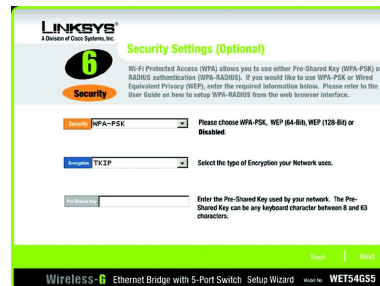 LINKSYS®
A Division of Cisco Systems, Inc.
6
Security
Security Settings (Optional)
Wi-Fi Protected Access (WPA) allows you to use either Pre-Shared Key (WPA-PSK) o
RADIUS authentication (WPA-RADIUS). If you would like to use WPA-PSK or Wired
Equivalent Privacy (WEP), enter the required information below. Please refer to the
User Guide on how to setup WPA-RADIUS from the web browser interface.
Security WPA-PSK
Please choose WPA-PSK, WEP (64-Bit), WEP (128-Bit) or
Disabled.
Encryption TKIP
Select the type of Encryption your Network uses.
Pre-Shared Key
Enter the Pre-Shared Key used by your network. The Pre-
Shared Key can be any keyboard character between 8 and 63
characters.
Back Next
Wireless-G Ethernet Bridge with 5-Port Switch Setup Wizard Model No. WET54GS5